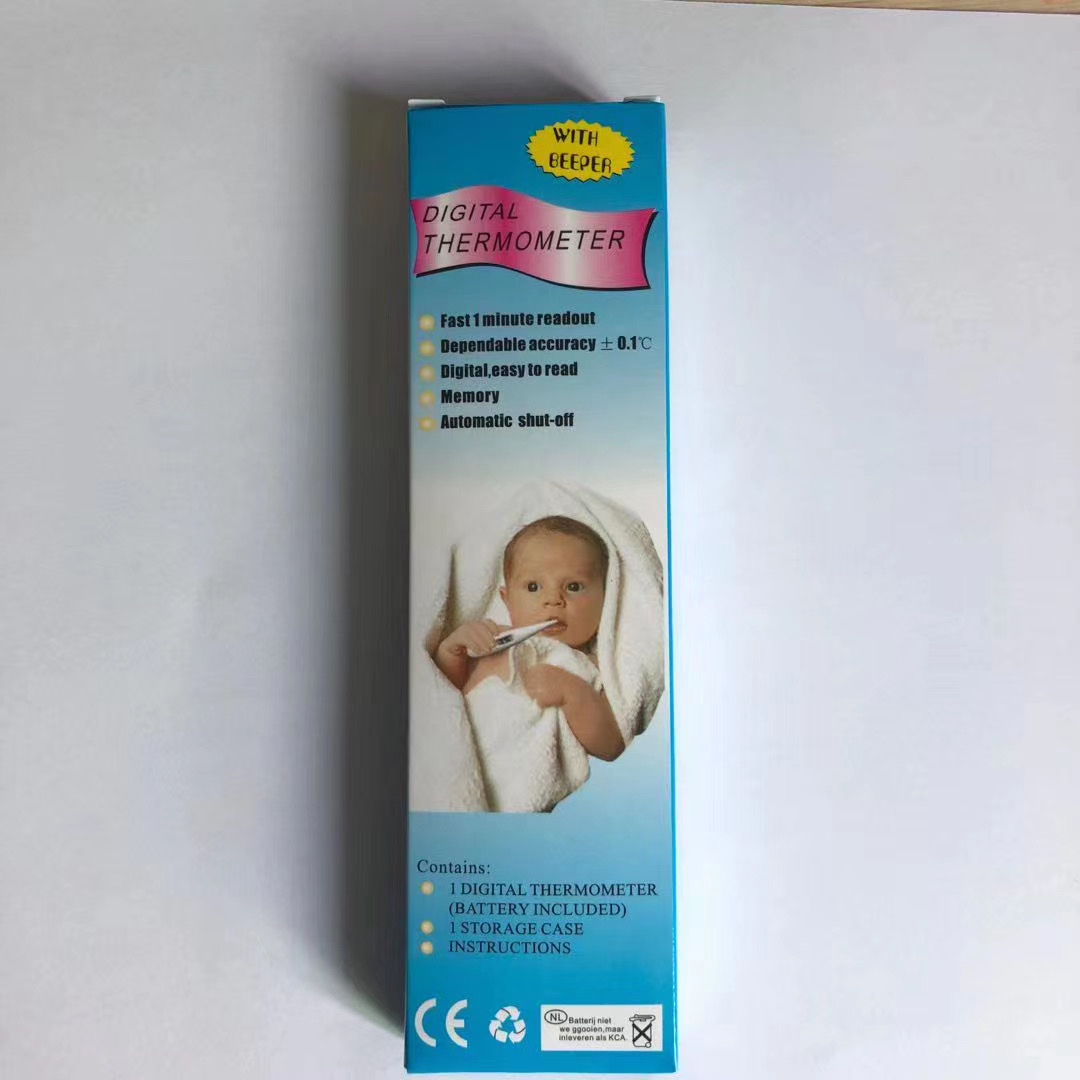 WITH
BEEPER
DIGITAL
THERMOMETER
Fast 1 minute readout
Dependable accuracy ± 0.1℃
Digital,easy to read
Memory
Automatic shut-off
Contains:
1 DIGITAL THERMOMETER
(BATTERY INCLUDED)
1 STORAGE CASE
INSTRUCTIONS
CE
NL Batterij niet
we ggooien,maar
inleveren als KCA.